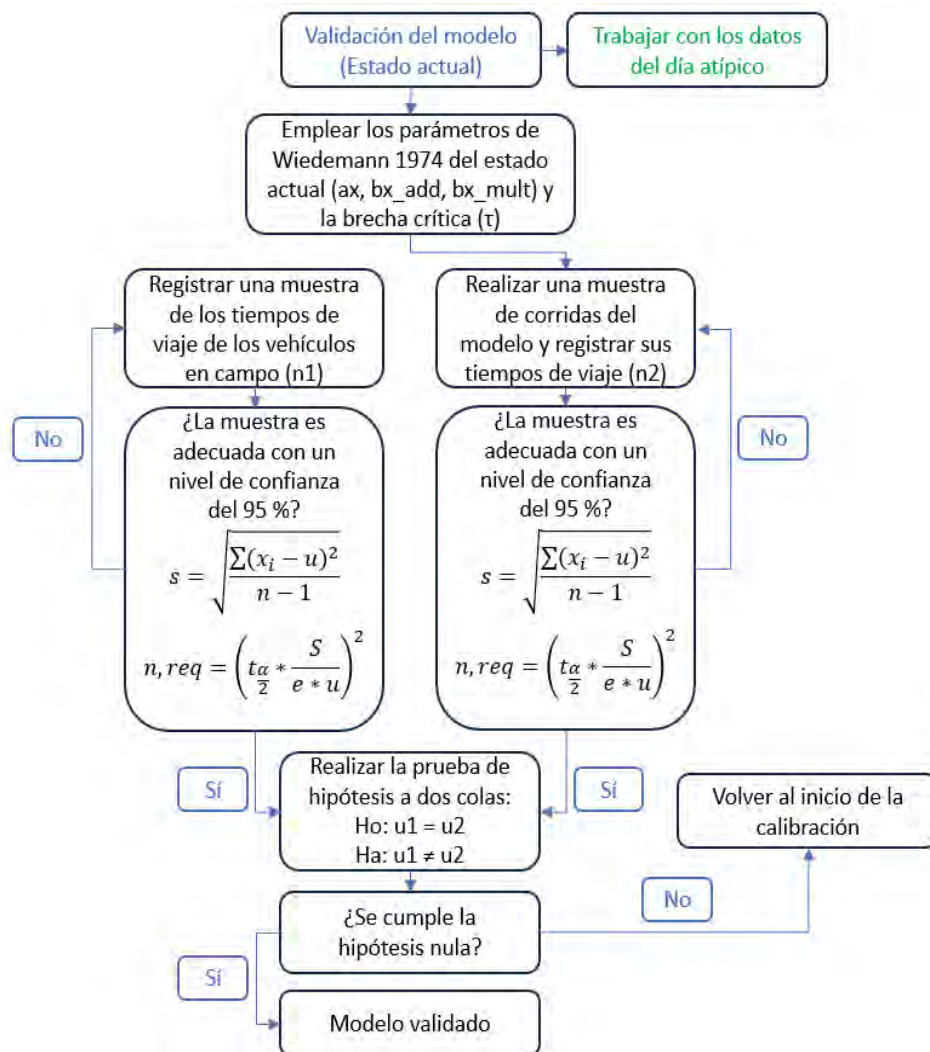 Validación del modelo
(Estado actual)
Trabajar con los datos
del día atípico
Emplear los parámetros de
Wiedemann 1974 del estado
actual (ax, bx_add, bx_mult) y
la brecha crítica (τ)
Registrar una muestra
de los tiempos de
viaje de los vehículos
en campo (n1)
Realizar una muestra
de corridas del
modelo y registrar sus
tiempos de viaje (n2)
No
¿La muestra es
adecuada con un
nivel de confianza
del 95 %?
s = √(∑(x_i − u)² / (n − 1))
n, req = (t_{α/2} * S / (e * u))²
¿La muestra es
adecuada con un
nivel de confianza
del 95 %?
s = √(∑(x_i − u)² / (n − 1))
n, req = (t_{α/2} * S / (e * u))²
No
Sí
Realizar la prueba de
hipótesis a dos colas:
Ho: u1 = u2
Ha: u1 ≠ u2
Sí
Volver al inicio de la
calibración
¿Se cumple la
hipótesis nula?
No
Sí
Modelo validado